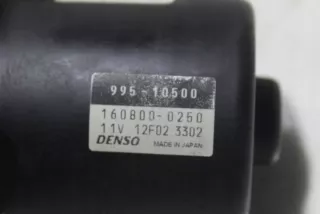 995-10500
160800-0250
11V 12F02 3302
DENSO MADE IN JAPAN